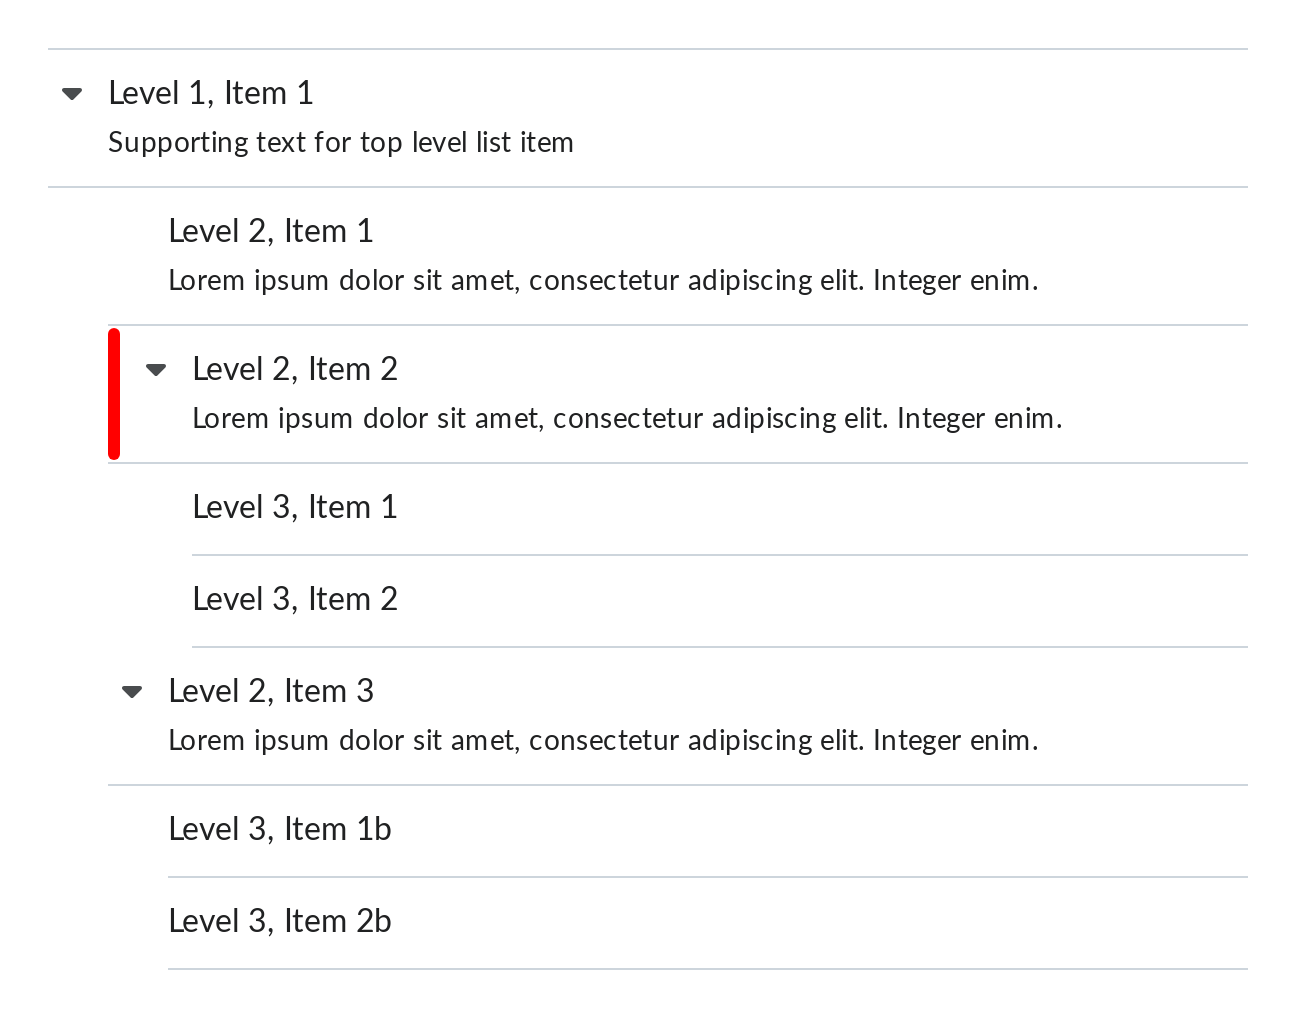 Level 1, Item 1
Supporting text for top level list item
Level 2, Item 1
Lorem ipsum dolor sit amet, consectetur adipiscing elit. Integer enim.
Level 2, Item 2
Lorem ipsum dolor sit amet, consectetur adipiscing elit. Integer enim.
Level 3, Item 1
Level 3, Item 2
Level 2, Item 3
Lorem ipsum dolor sit amet, consectetur adipiscing elit. Integer enim.
Level 3, Item 1b
Level 3, Item 2b